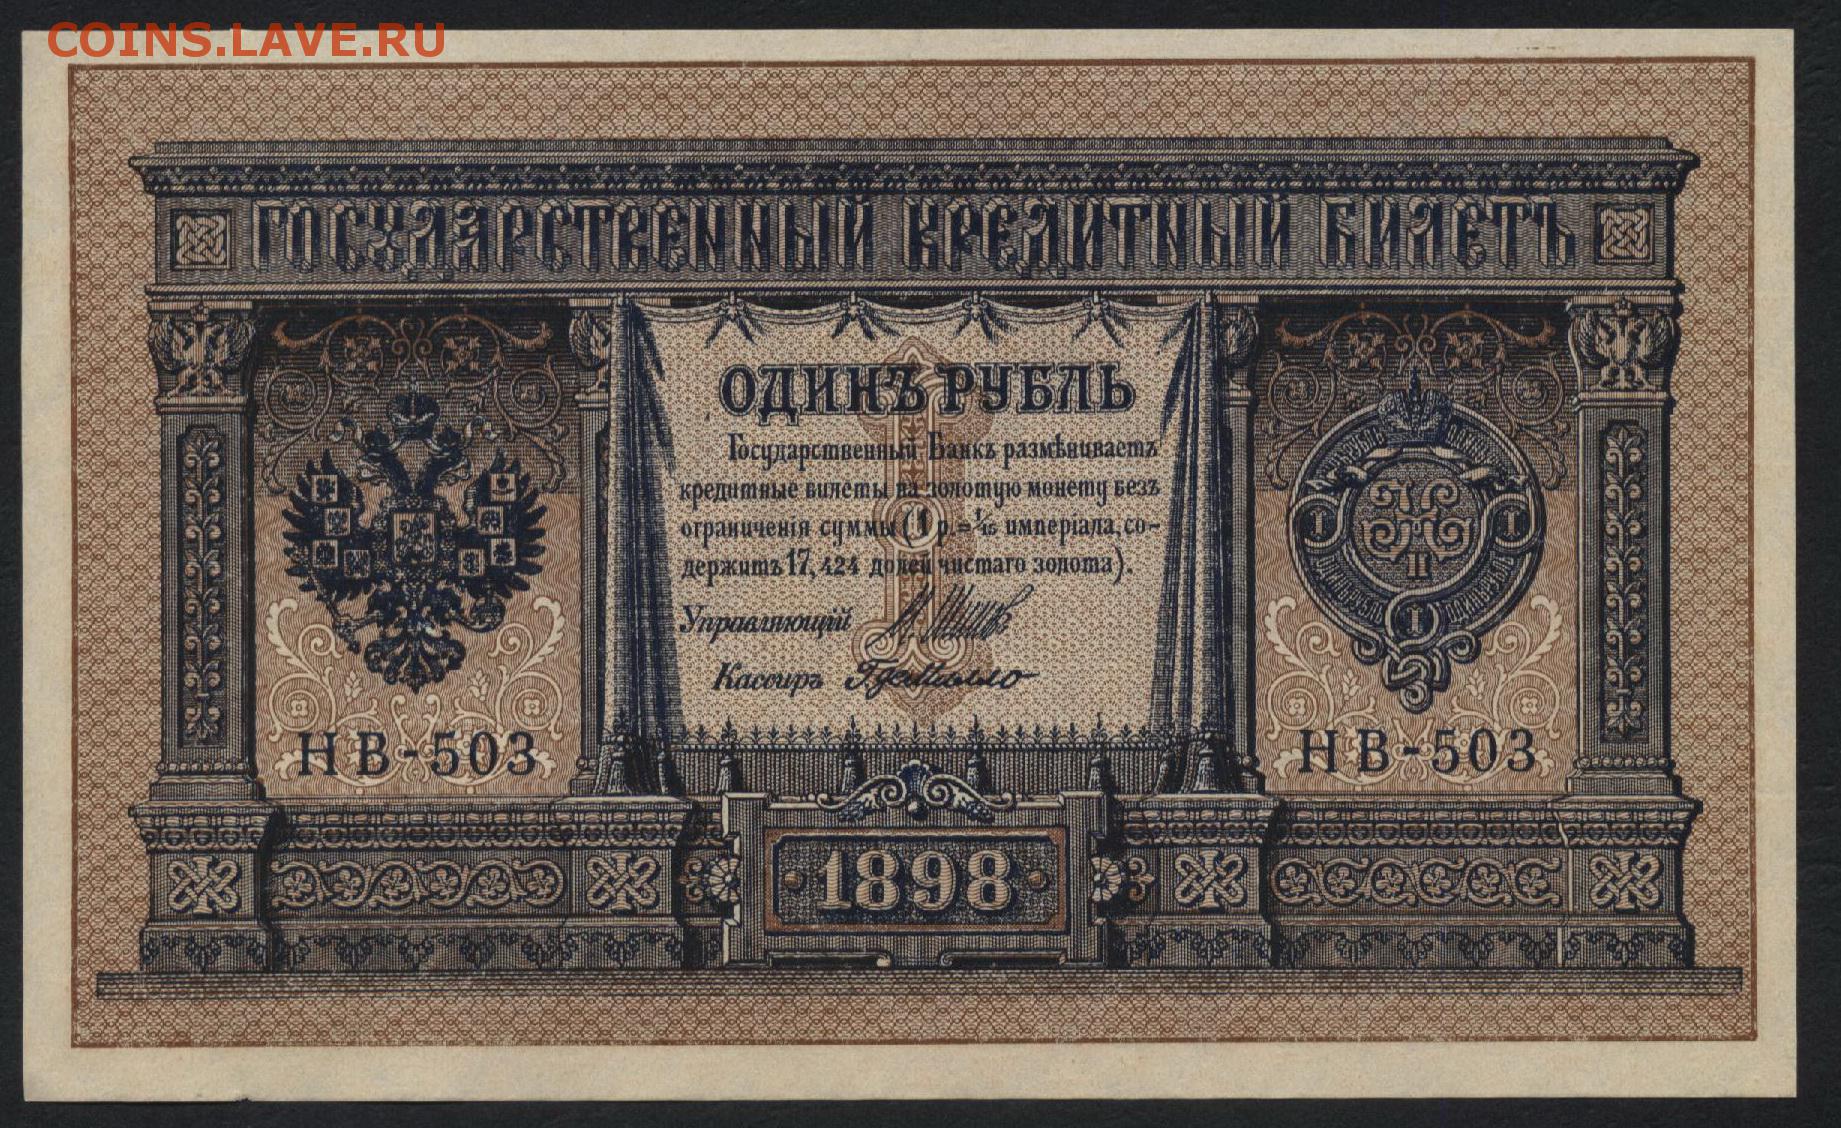 COINS.LAVE.RU
ГОСУДАРСТВЕННЫЙ КРЕДИТНЫЙ БИЛЕТЪ
ОДИНЪ РУБЛЬ
Государственный Банкъ размѣниваетъ
кредитные билеты на золотую монету безъ
ограниченія суммы (1 р. = 1/15 имперіала, со-
держитъ 17,424 долей чистаго золота).
Управляющій
Кассиръ
НВ-503
НВ-503
1898